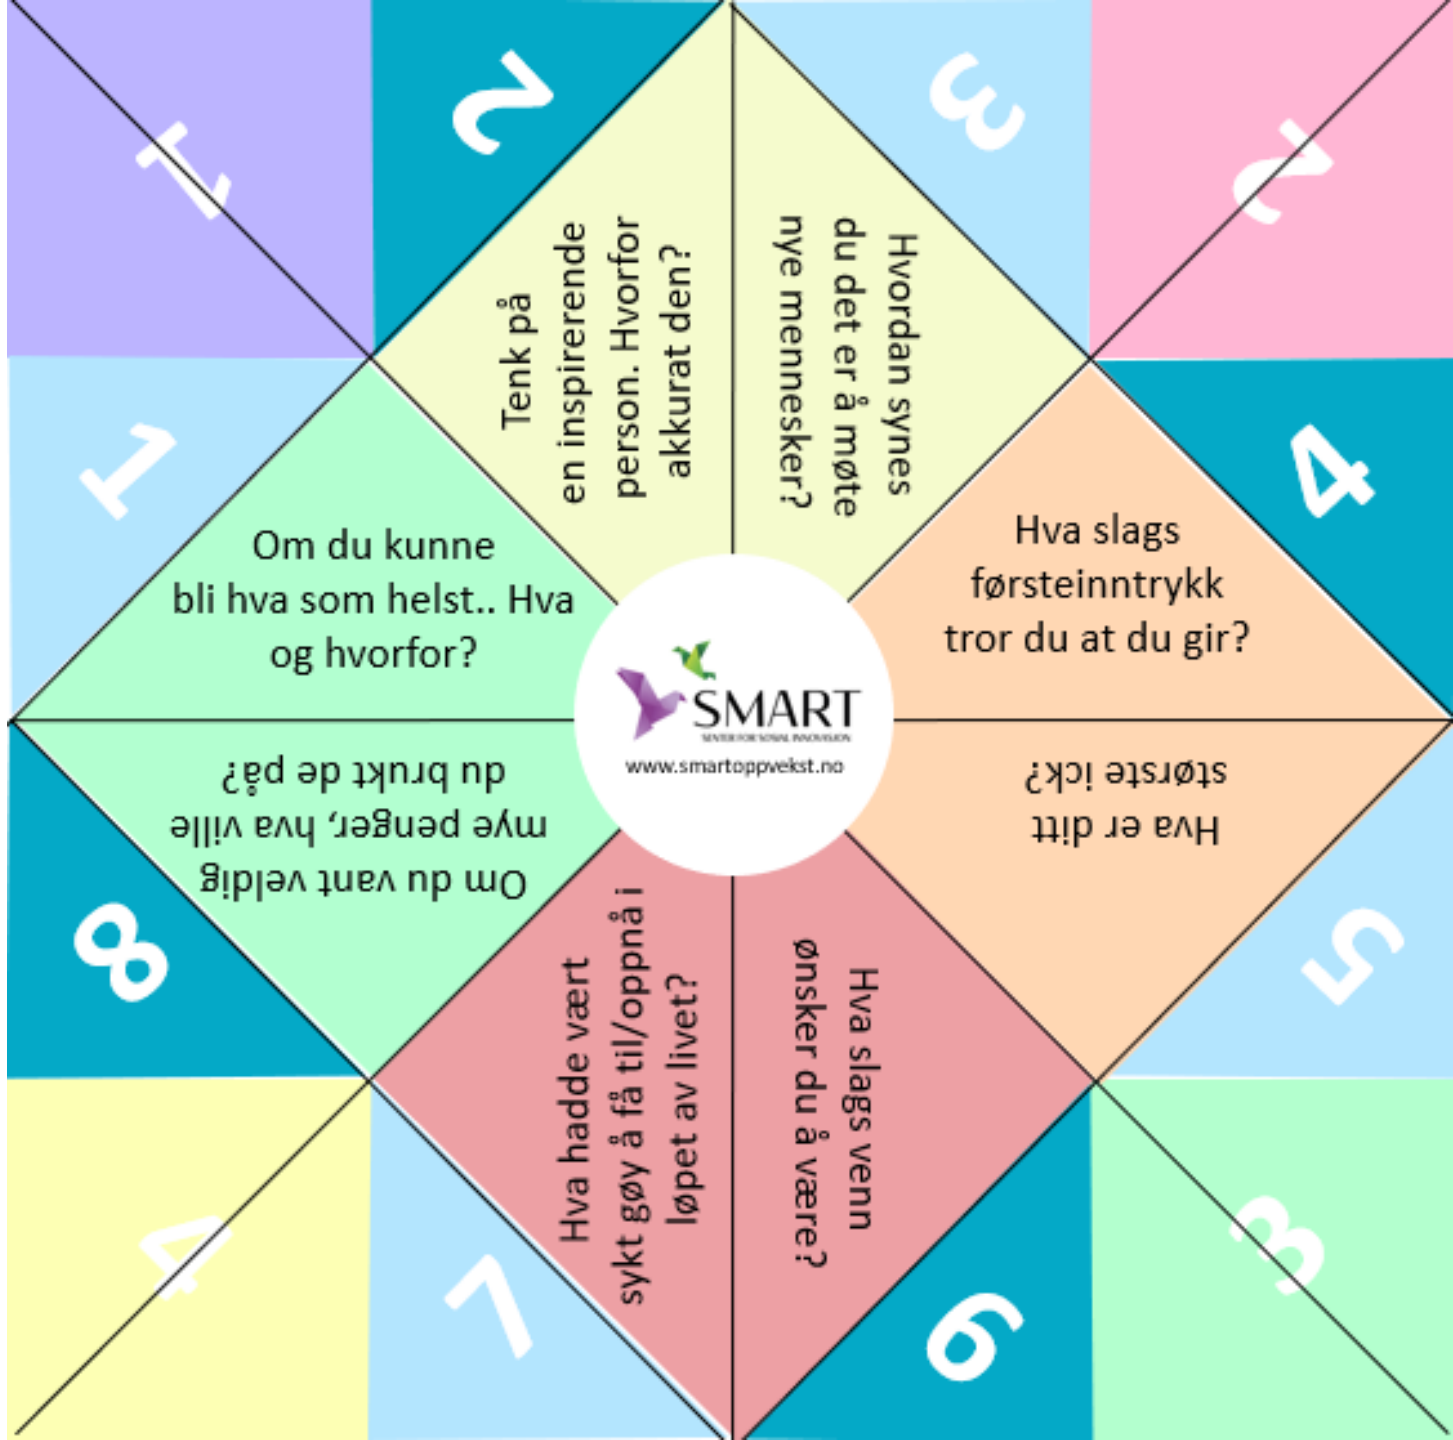 1
2
3
2
Tenk på
en inspirerende
person. Hvorfor
akkurat den?
Hvordan synes
du det er å møte
nye mennesker?
1
4
Om du kunne
bli hva som helst.. Hva
og hvorfor?
Hva slags
førsteinntrykk
tror du at du gir?
SMART
SENTER FOR SOSIAL INNOVASJON
www.smartoppvekst.no
Om du vant veldig
mye penger, hva ville
du brukt de på?
Hva er ditt
største ick?
8
5
Hva hadde vært
sykt gøy å få til/oppnå i
løpet av livet?
Hva slags venn
ønsker du å være?
4
7
6
3